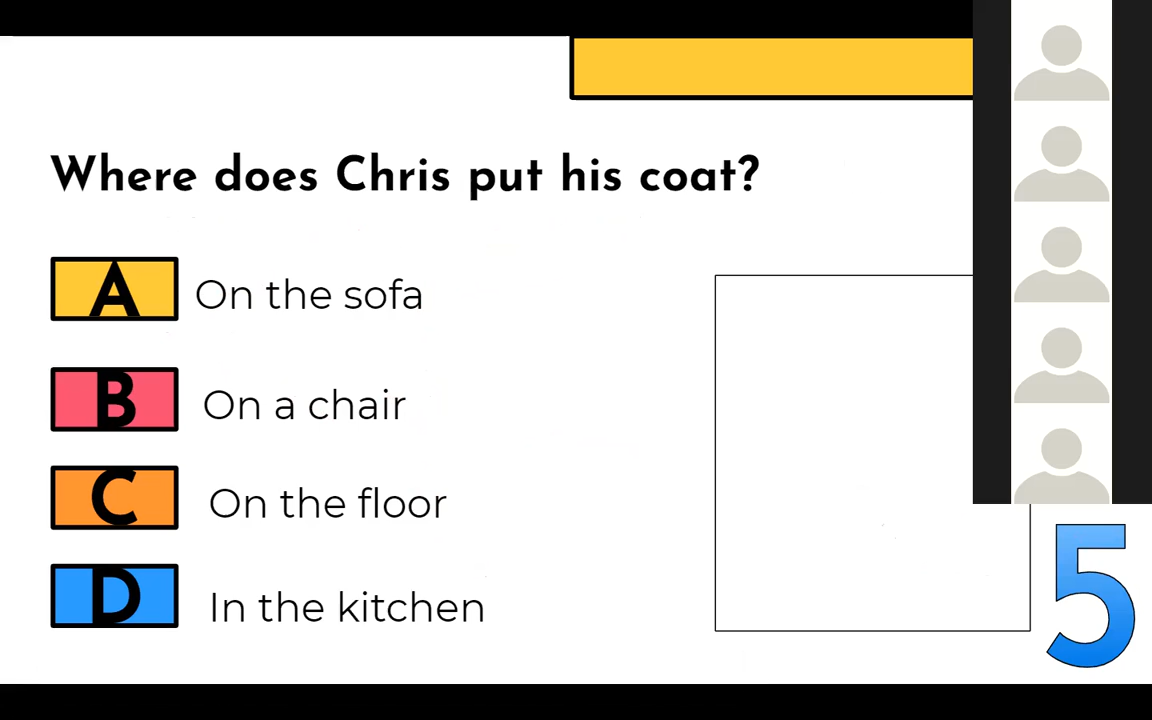 Where does Chris put his coat?
A On the sofa
B On a chair
C On the floor
D In the kitchen
5